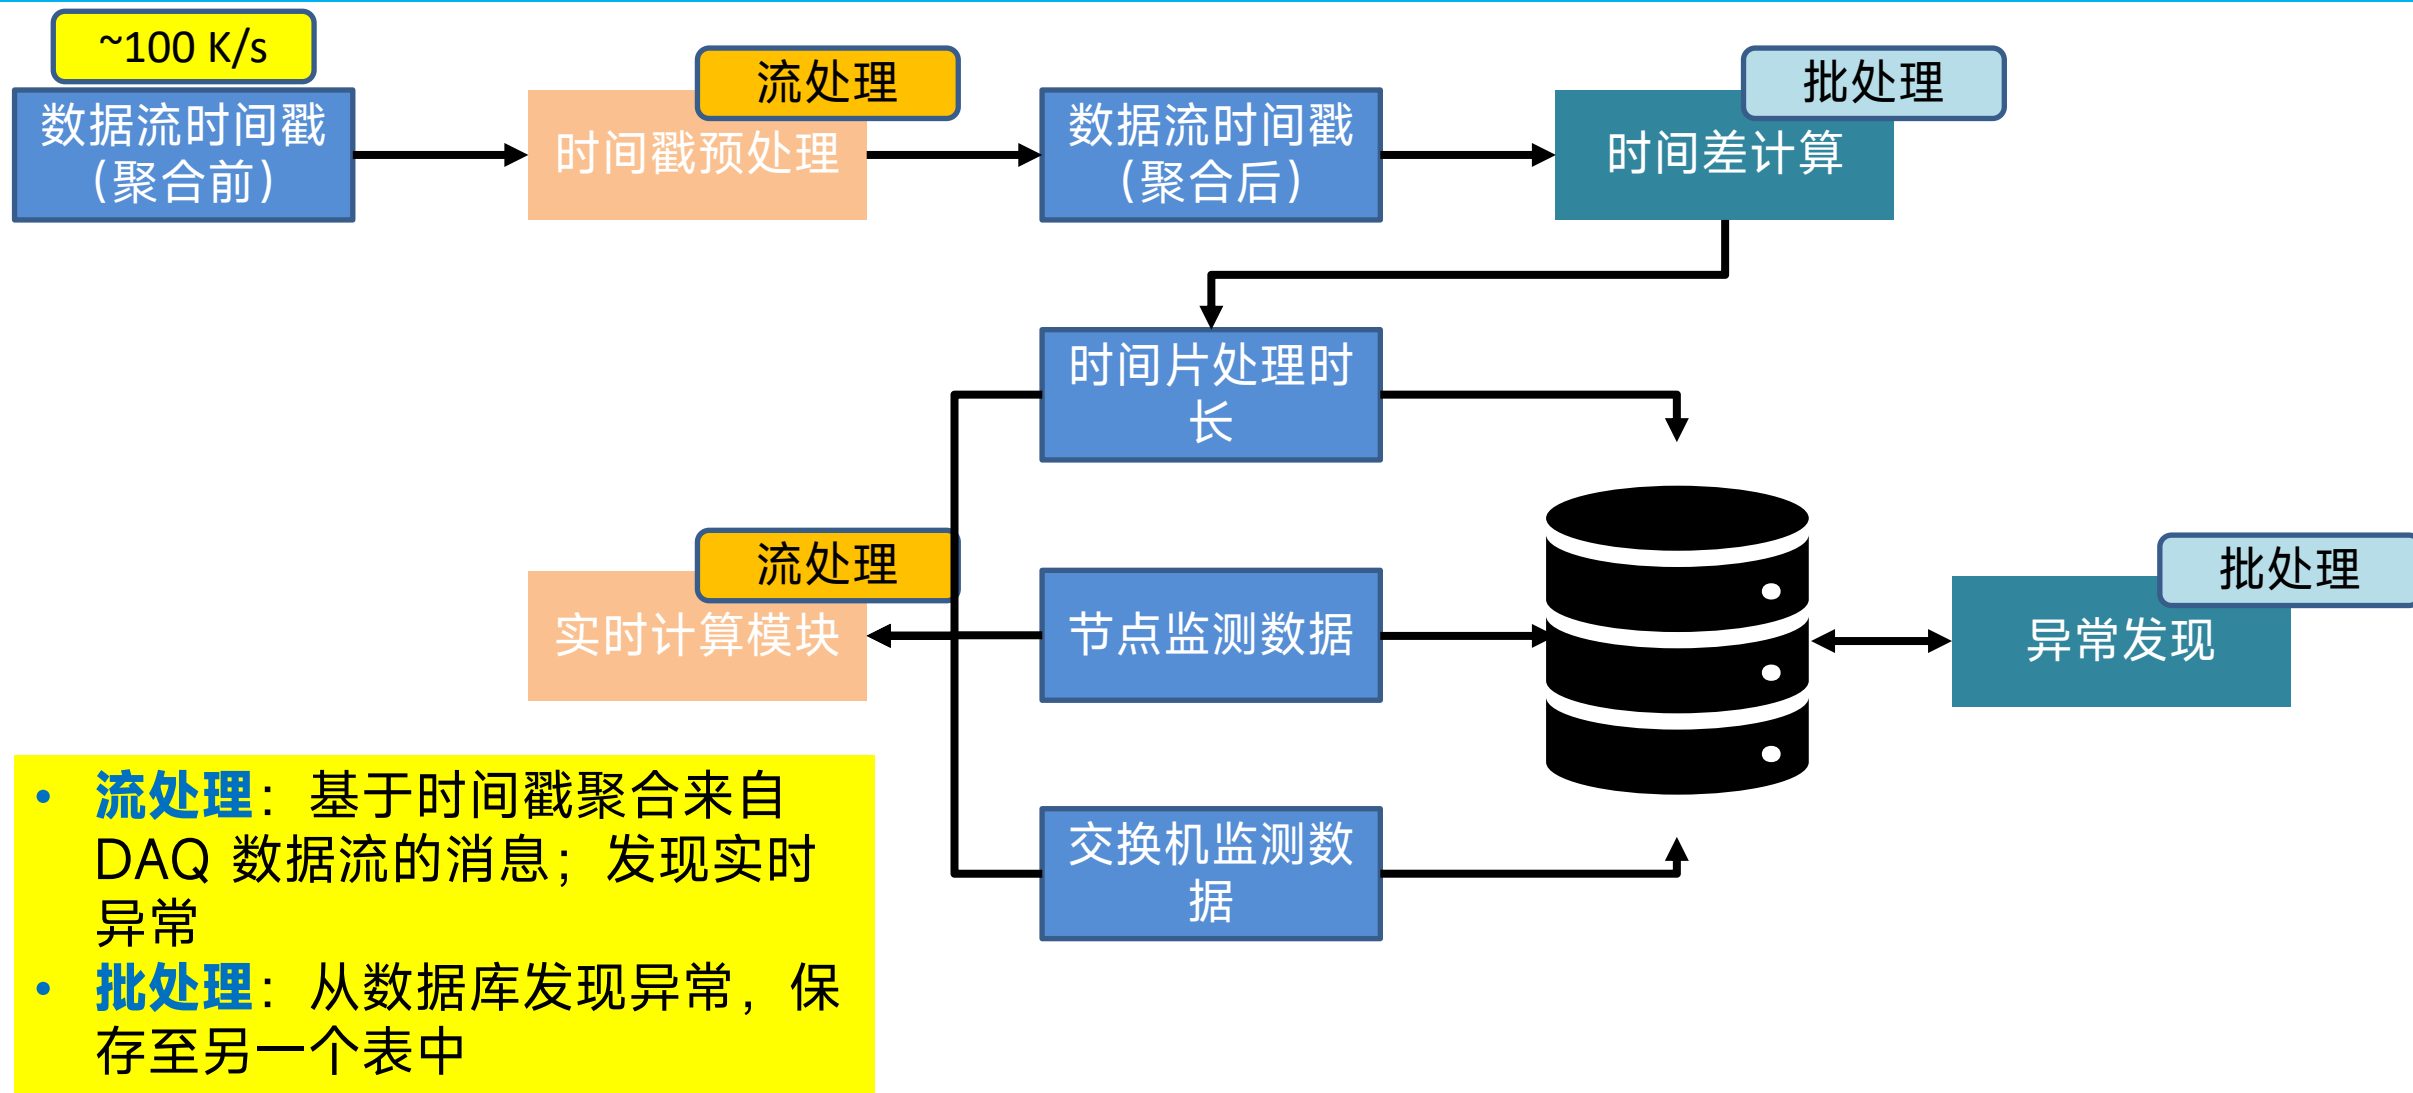 ~100 K/s
数据流时间戳
（聚合前）
时间戳预处理
流处理
数据流时间戳
（聚合后）
批处理
时间差计算
时间片处理时
长
流处理
实时计算模块
节点监测数据
批处理
异常发现
交换机监测数
据
• 流处理：基于时间戳聚合来自
DAQ 数据流的消息；发现实时
异常
• 批处理：从数据库发现异常，保
存至另一个表中